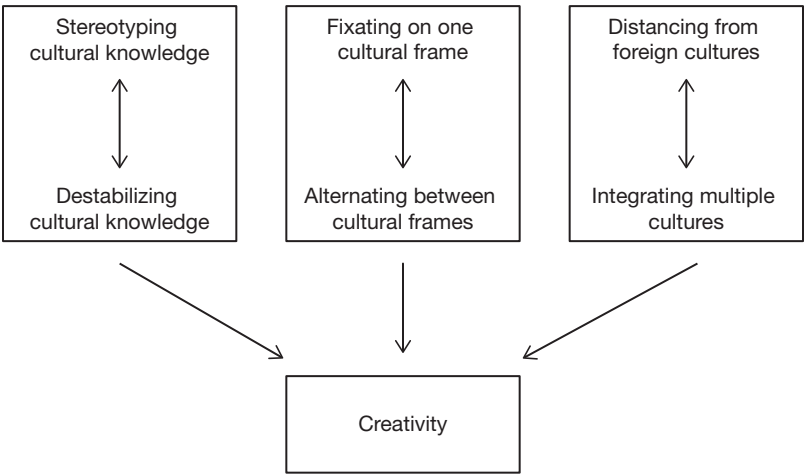 Stereotyping
cultural knowledge
Destabilizing
cultural knowledge
Fixating on one
cultural frame
Alternating between
cultural frames
Distancing from
foreign cultures
Integrating multiple
cultures
Creativity